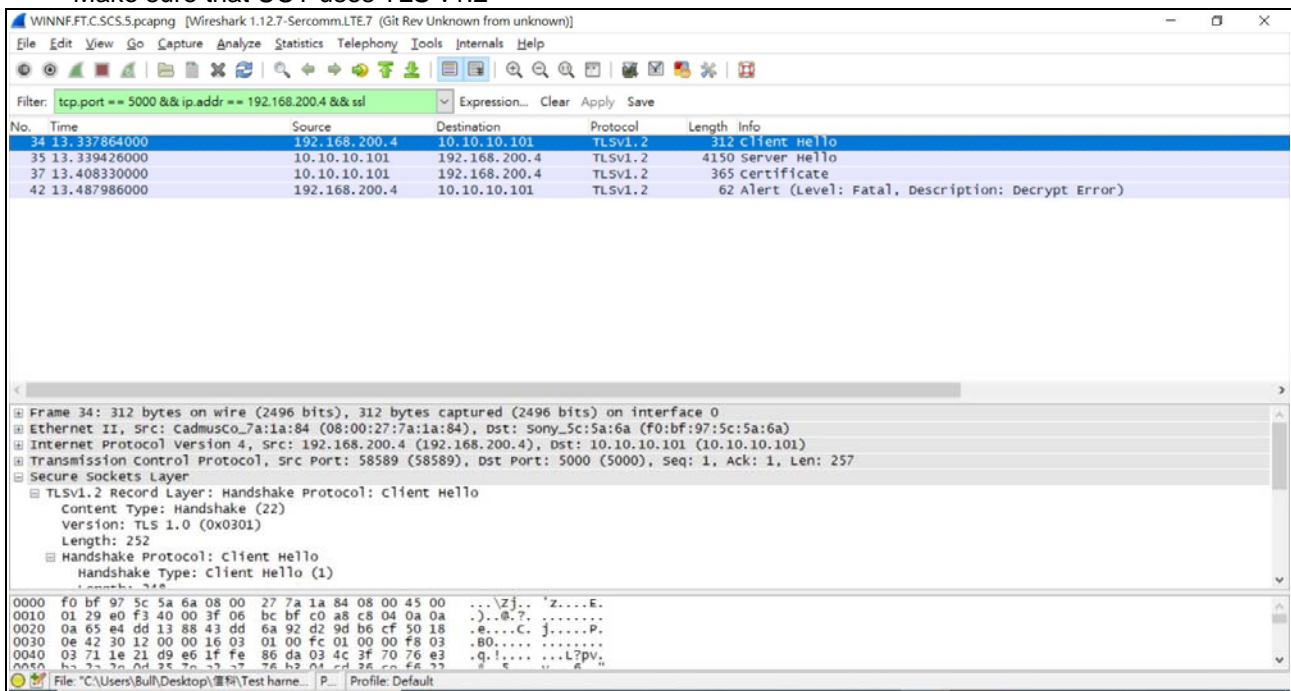 WINNF.FT.C.SCS.5.pcapng [Wireshark 1.12.7-Sercomm.LTE.7 (Git Rev Unknown from unknown)]
File Edit View Go Capture Analyze Statistics Telephony Tools Internals Help
Filter: tcp.port == 5000 && ip.addr == 192.168.200.4 && ssl Expression... Clear Apply Save
No. Time Source Destination Protocol Length Info
34 13.337864000 192.168.200.4 10.10.10.101 TLSv1.2 312 Client Hello
35 13.339426000 10.10.10.101 192.168.200.4 TLSv1.2 4150 Server Hello
37 13.408330000 10.10.10.101 192.168.200.4 TLSv1.2 365 Certificate
42 13.487986000 192.168.200.4 10.10.10.101 TLSv1.2 62 Alert (Level: Fatal, Description: Decrypt Error)
Frame 34: 312 bytes on wire (2496 bits), 312 bytes captured (2496 bits) on interface 0
Ethernet II, Src: CadmusCo_7a:1a:84 (08:00:27:7a:1a:84), Dst: Sony_5c:5a:6a (f0:bf:97:5c:5a:6a)
Internet Protocol Version 4, Src: 192.168.200.4 (192.168.200.4), Dst: 10.10.10.101 (10.10.10.101)
Transmission Control Protocol, Src Port: 58589 (58589), Dst Port: 5000 (5000), Seq: 1, Ack: 1, Len: 257
Secure Sockets Layer
TLSv1.2 Record Layer: Handshake Protocol: Client Hello
Content Type: Handshake (22)
Version: TLS 1.0 (0x0301)
Length: 252
Handshake Protocol: Client Hello
Handshake Type: Client Hello (1)
0000 f0 bf 97 5c 5a 6a 08 00 27 7a 1a 84 08 00 45 00 ...\Zj.. 'z....E.
0010 01 29 e0 f3 40 00 3f 06 bc bf c0 a8 c8 04 0a 0a .)..@.?. ........
0020 0a 65 e4 dd 13 88 43 dd 6a 92 d2 9d b6 cf 50 18 .e....C. j.....P.
0030 0e 42 30 12 00 00 16 03 01 00 fc 01 00 00 f8 03 .B0..... ........
0040 03 71 1e 21 d9 e6 1f fe 86 da 03 4c 3f 70 76 e3 .q.!.... ...L?pv.
File: "C:\Users\Bull\Desktop\ Test harne... P... Profile: Default